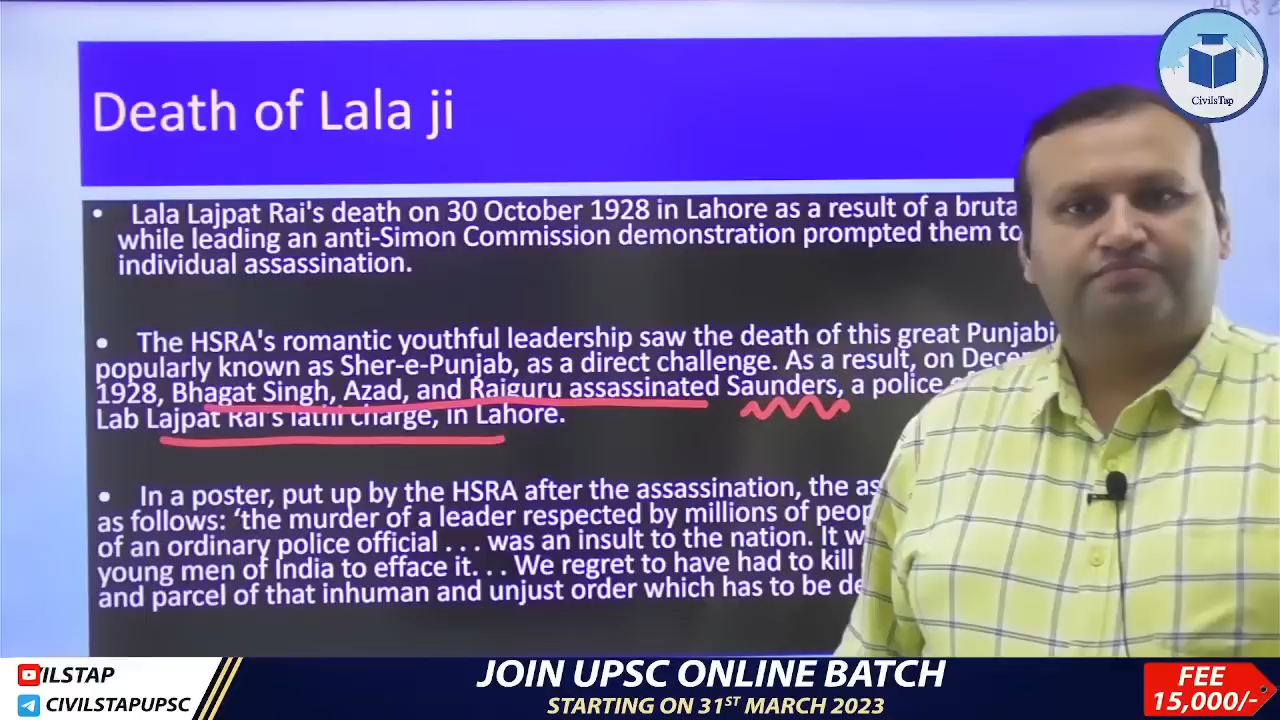 CivilsTap
Death of Lala ji
• Lala Lajpat Rai's death on 30 October 1928 in Lahore as a result of a bruta
while leading an anti-Simon Commission demonstration prompted them to
individual assassination.
• The HSRA's romantic youthful leadership saw the death of this great Punjabi
popularly known as Sher-e-Punjab, as a direct challenge. As a result, on Decem
1928, Bhagat Singh, Azad, and Rajguru assassinated Saunders, a police
Lab Lajpat Rai's lathi charge, in Lahore.
• In a poster, put up by the HSRA after the assassination, the as
as follows: ‘the murder of a leader respected by millions of peop
of an ordinary police official . . . was an insult to the nation. It w
young men of India to efface it. . . We regret to have had to kill
and parcel of that inhuman and unjust order which has to be de
VILSTAP
CIVILSTAPUPSC
JOIN UPSC ONLINE BATCH
STARTING ON 31ST MARCH 2023
FEE
15,000/-